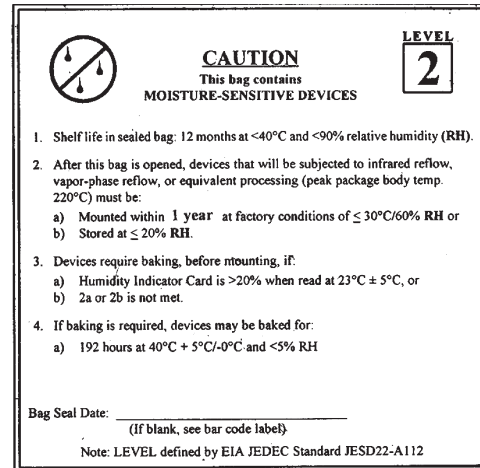 LEVEL
2
CAUTION
This bag contains
MOISTURE-SENSITIVE DEVICES
1. Shelf life in sealed bag: 12 months at <40°C and <90% relative humidity (RH).
2. After this bag is opened, devices that will be subjected to infrared reflow,
vapor-phase reflow, or equivalent processing (peak package body temp.
220°C) must be:
a) Mounted within 1 year at factory conditions of ≤ 30°C/60% RH or
b) Stored at ≤ 20% RH.
3. Devices require baking, before mounting, if:
a) Humidity Indicator Card is >20% when read at 23°C ± 5°C, or
b) 2a or 2b is not met.
4. If baking is required, devices may be baked for:
a) 192 hours at 40°C + 5°C/-0°C and <5% RH
Bag Seal Date:
(If blank, see bar code label)
Note: LEVEL defined by EIA JEDEC Standard JESD22-A112